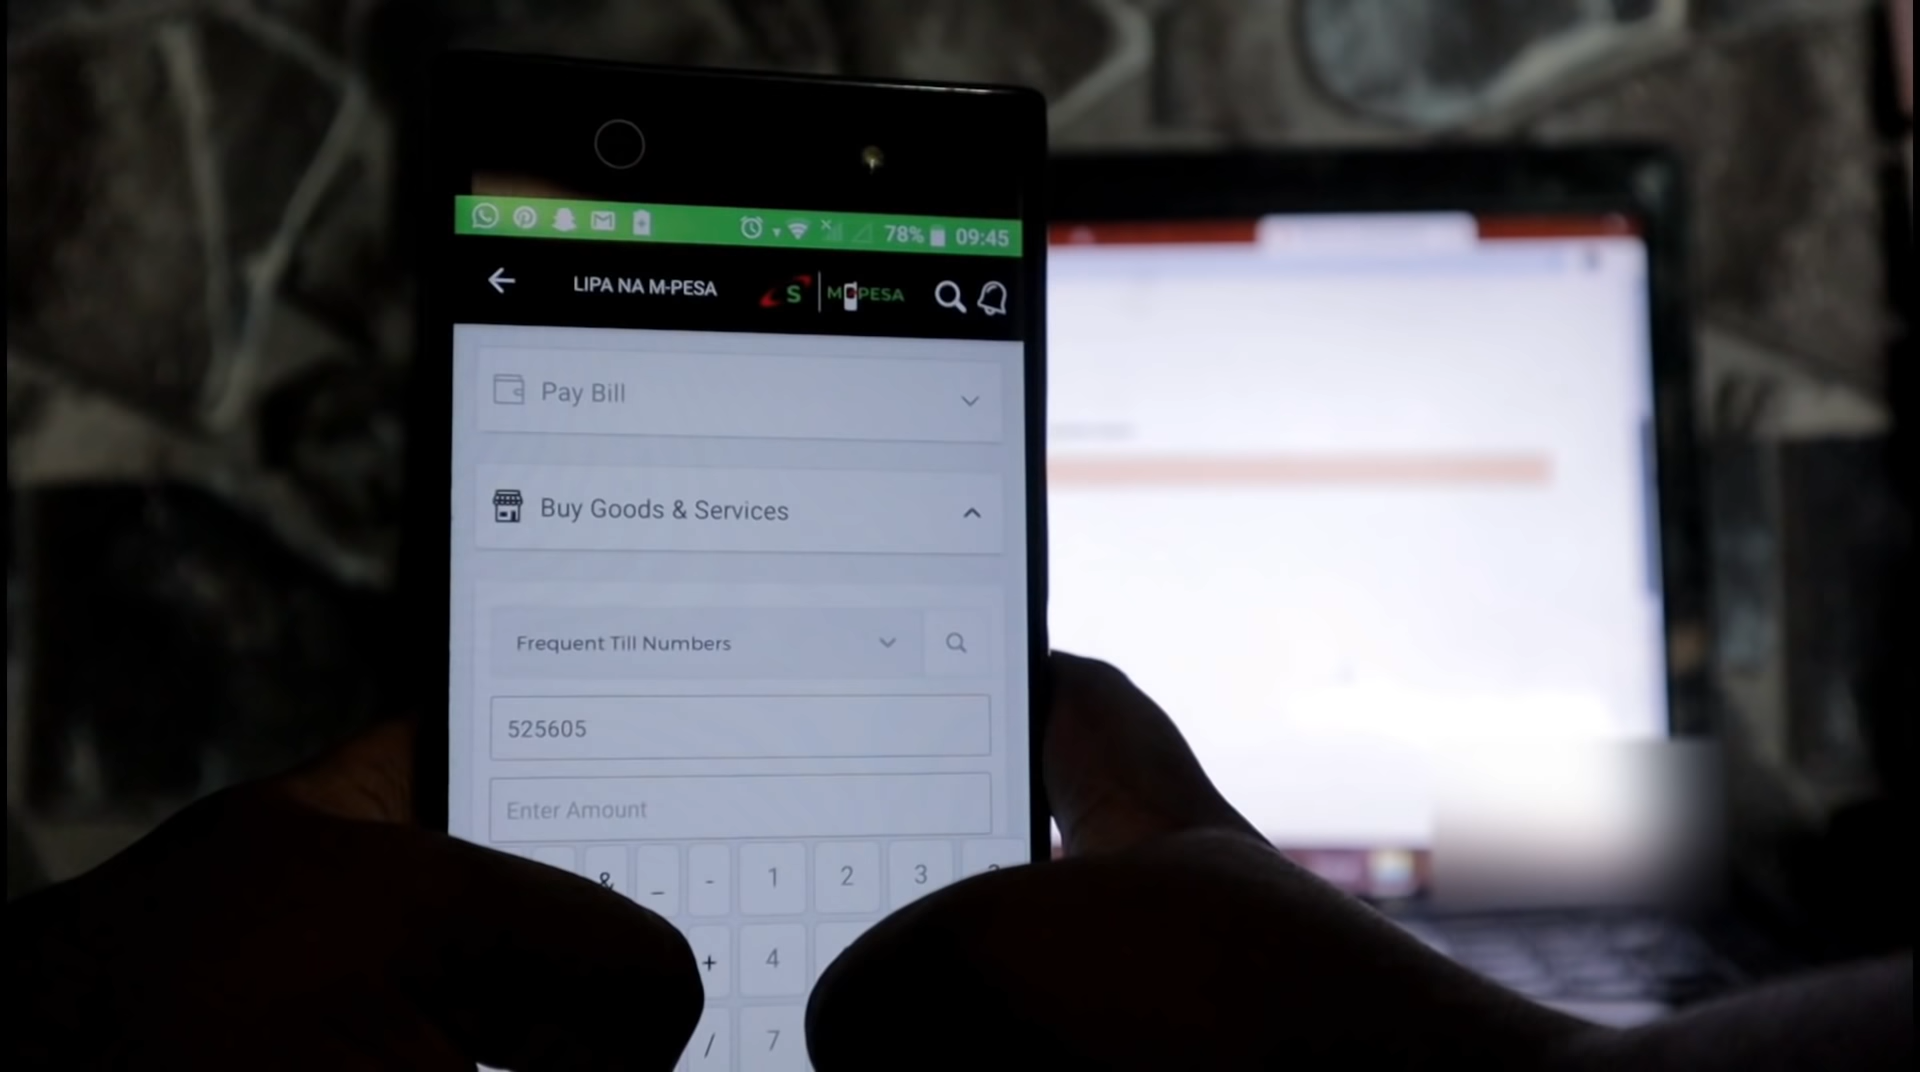 78% 09:45
LIPA NA M-PESA S M PESA
Pay Bill
Buy Goods & Services
Frequent Till Numbers
525605
Enter Amount
& _ - 1 2 3
+ 4
/ 7